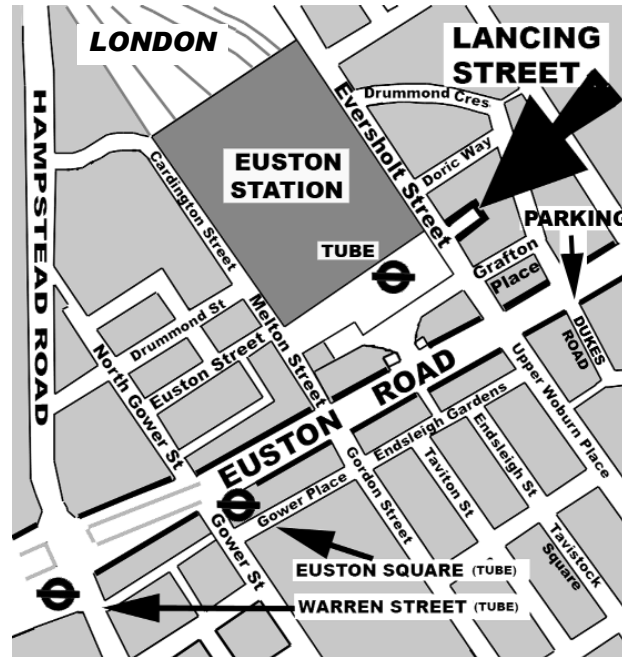 LONDON
LANCING
STREET
HAMPSTEAD ROAD
Eversholt Street
Drummond Cres
Cardington Street
EUSTON
STATION
Doric Way
PARKING
TUBE
Grafton
Place
Drummond St
Melton Street
Euston Street
North Gower St
EUSTON ROAD
DUKES
ROAD
Upper Woburn Place
Endsleigh Gardens
Endsleigh St
Taviton St
Gordon Street
Gower Place
Gower St
Tavistock
Square
EUSTON SQUARE (TUBE)
WARREN STREET (TUBE)